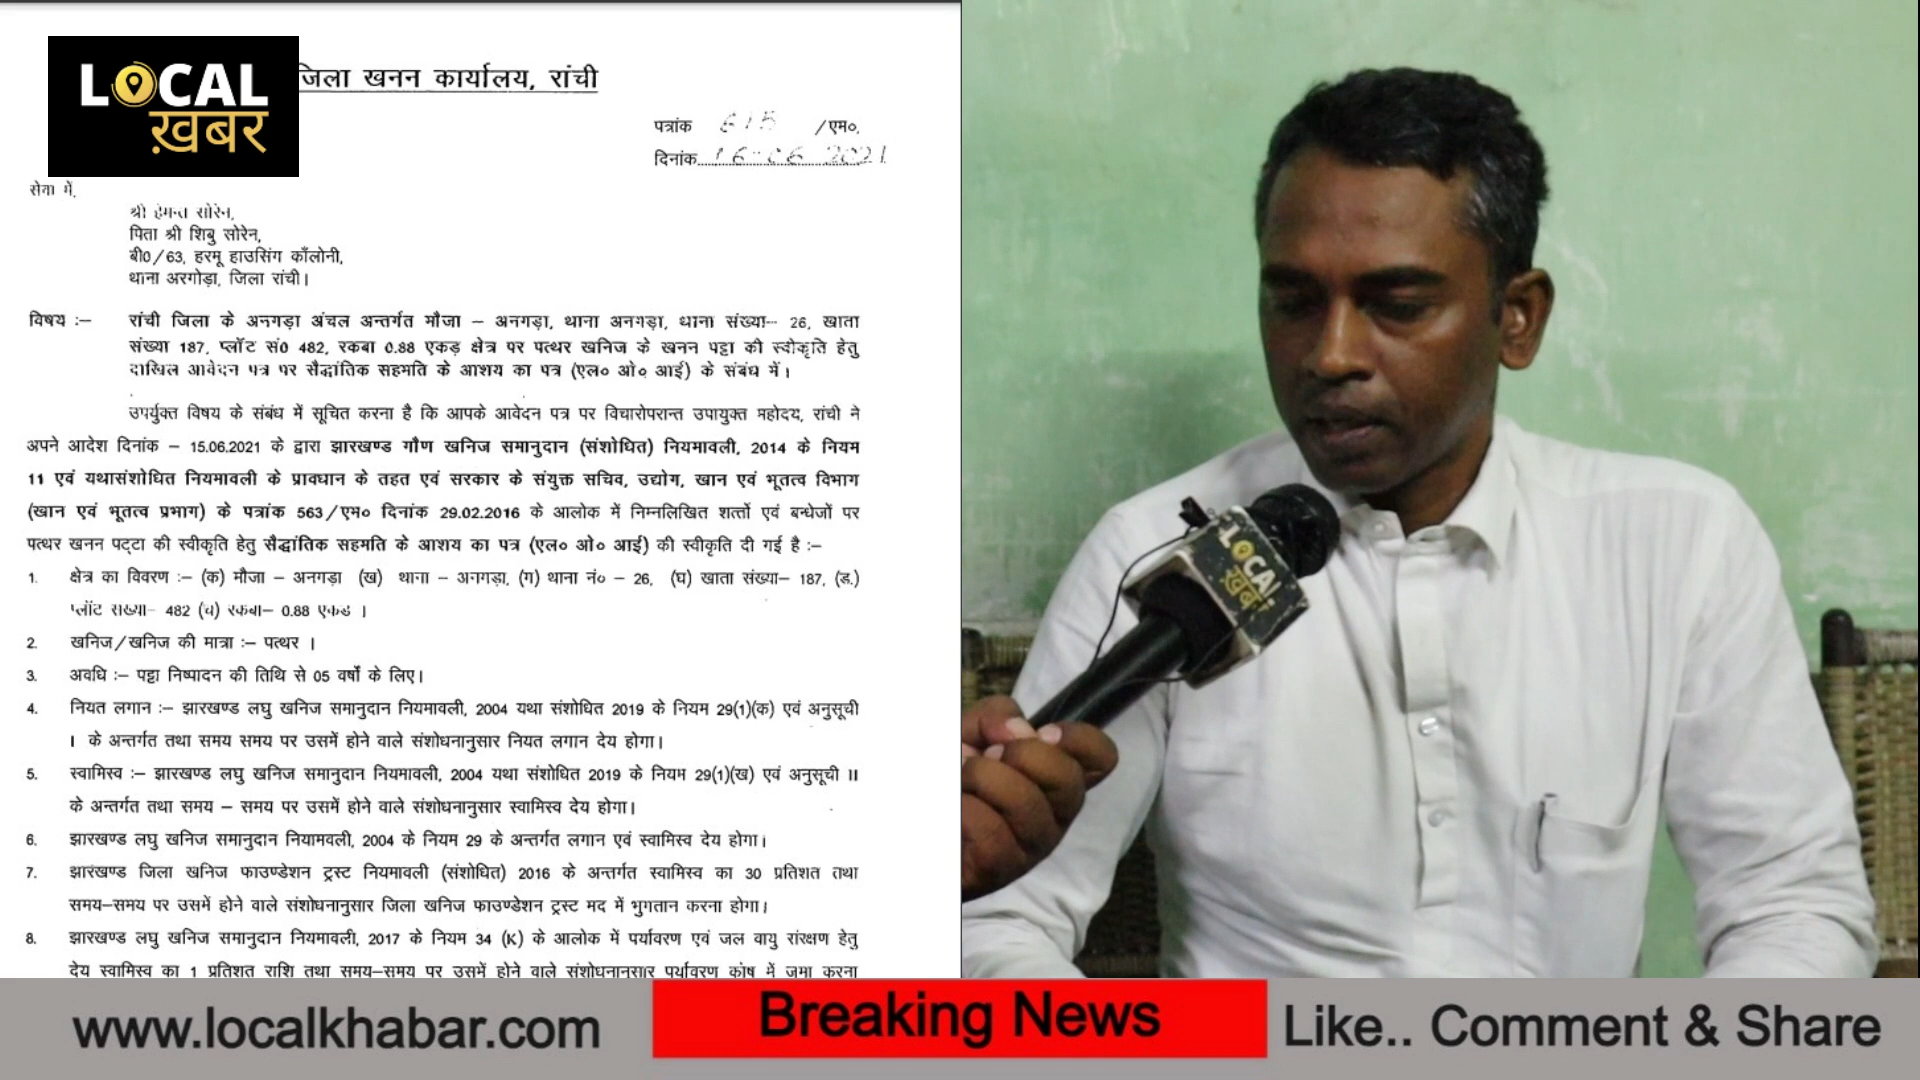 LOCAL
ख़बर
जिला खनन कार्यालय, रांची
पत्रांक 615 /एम०,
दिनांक 16-06-2021
सेवा में,
श्री हेमन्त सोरेन,
पिता श्री शिबु सोरेन,
बी0/63, हरमू हाउसिंग कॉलोनी,
थाना अरगोड़ा, जिला रांची।
विषय :– रांची जिला के अनगड़ा अंचल अन्तर्गत मौजा – अनगड़ा, थाना अनगड़ा, थाना संख्या– 26, खाता
संख्या 187, प्लॉट सं0 482, रकबा 0.88 एकड़ क्षेत्र पर पत्थर खनिज के खनन पट्टा की स्वीकृति हेतु
दाखिल आवेदन पत्र पर सैद्धांतिक सहमति के आशय का पत्र (एल० ओ० आई) के संबंध में।
उपर्युक्त विषय के संबंध में सूचित करना है कि आपके आवेदन पत्र पर विचारोपरान्त उपायुक्त महोदय, रांची ने
अपने आदेश दिनांक – 15.06.2021 के द्वारा झारखण्ड गौण खनिज समानुदान (संशोधित) नियमावली, 2014 के नियम
11 एवं यथासंशोधित नियमावली के प्रावधान के तहत एवं सरकार के संयुक्त सचिव, उद्योग, खान एवं भूतत्व विभाग
(खान एवं भूतत्व प्रभाग) के पत्रांक 563/एम० दिनांक 29.02.2016 के आलोक में निम्नलिखित शर्त्तो एवं बन्धेजों पर
पत्थर खनन पट्टा की स्वीकृति हेतु सैद्धांतिक सहमति के आशय का पत्र (एल० ओ० आई) की स्वीकृति दी गई है :–
1. क्षेत्र का विवरण :– (क) मौजा – अनगड़ा (ख) थाना – अनगड़ा, (ग) थाना नं० – 26, (घ) खाता संख्या– 187, (ड.)
प्लॉट संख्या– 482 (च) रकबा– 0.88 एकड़ ।
2. खनिज/खनिज की मात्रा :– पत्थर ।
3. अवधि :– पट्टा निष्पादन की तिथि से 05 वर्षो के लिए।
4. नियत लगान :– झारखण्ड लघु खनिज समानुदान नियमावली, 2004 यथा संशोधित 2019 के नियम 29(1)(क) एवं अनुसूची
I के अन्तर्गत तथा समय समय पर उसमें होने वाले संशोधनानुसार नियत लगान देय होगा।
5. स्वामिस्व :– झारखण्ड लघु खनिज समानुदान नियमावली, 2004 यथा संशोधित 2019 के नियम 29(1)(ख) एवं अनुसूची II
के अन्तर्गत तथा समय – समय पर उसमें होने वाले संशोधनानुसार स्वामिस्व देय होगा।
6. झारखण्ड लघु खनिज समानुदान नियामवली, 2004 के नियम 29 के अन्तर्गत लगान एवं स्वामिस्व देय होगा।
7. झारखण्ड जिला खनिज फाउण्डेशन ट्रस्ट नियमावली (संशोधित) 2016 के अन्तर्गत स्वामिस्व का 30 प्रतिशत तथा
समय–समय पर उसमें होने वाले संशोधनानुसार जिला खनिज फाउण्डेशन ट्रस्ट मद में भुगतान करना होगा।
8. झारखण्ड लघु खनिज समानुदान नियमावली, 2017 के नियम 34 (K) के आलोक में पर्यावरण एवं जल वायु संरक्षण हेतु
देय स्वामिस्व का 1 प्रतिशत राशि तथा समय–समय पर उसमें होने वाले संशोधनानुसार पर्यावरण कोष में जमा करना
LOCAL
ख़बर
www.localkhabar.com
Breaking News
Like.. Comment & Share